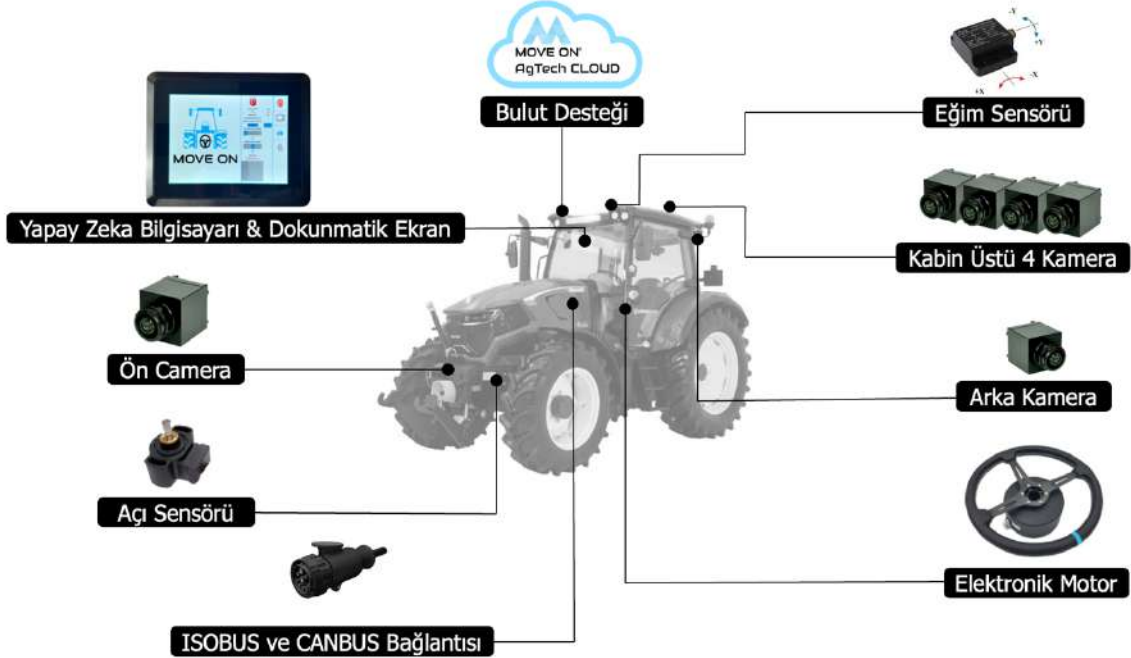 MOVE ON
AgTech CLOUD
Bulut Desteği
-Y
+Y
-X
+X
Eğim Sensörü
MOVE ON
Yapay Zeka Bilgisayarı & Dokunmatik Ekran
Kabin Üstü 4 Kamera
Ön Camera
Arka Kamera
Açı Sensörü
Elektronik Motor
ISOBUS ve CANBUS Bağlantısı